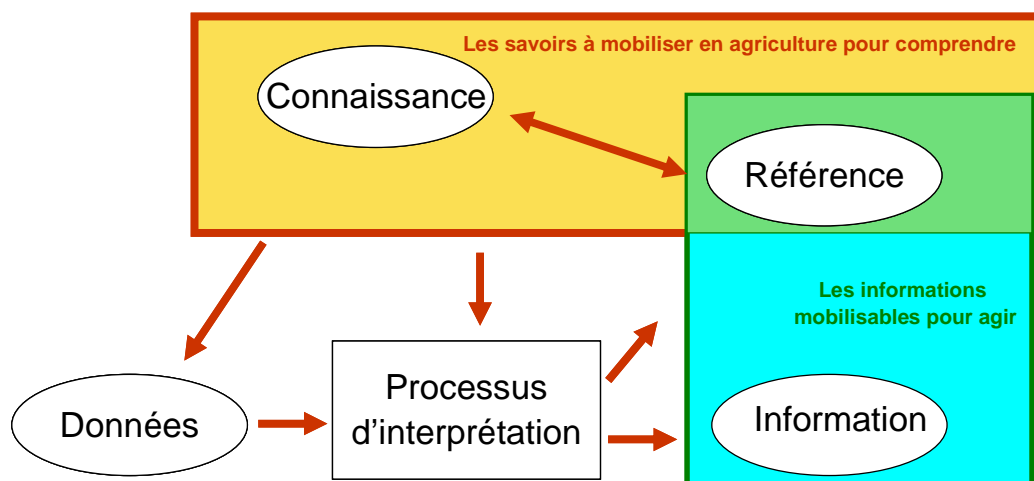 Les savoirs à mobiliser en agriculture pour comprendre
Connaissance
Référence
Les informations
mobilisables pour agir
Données
Processus
d’interprétation
Information